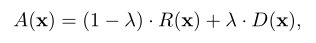 A(x) = (1 − λ) · R(x) + λ · D(x),